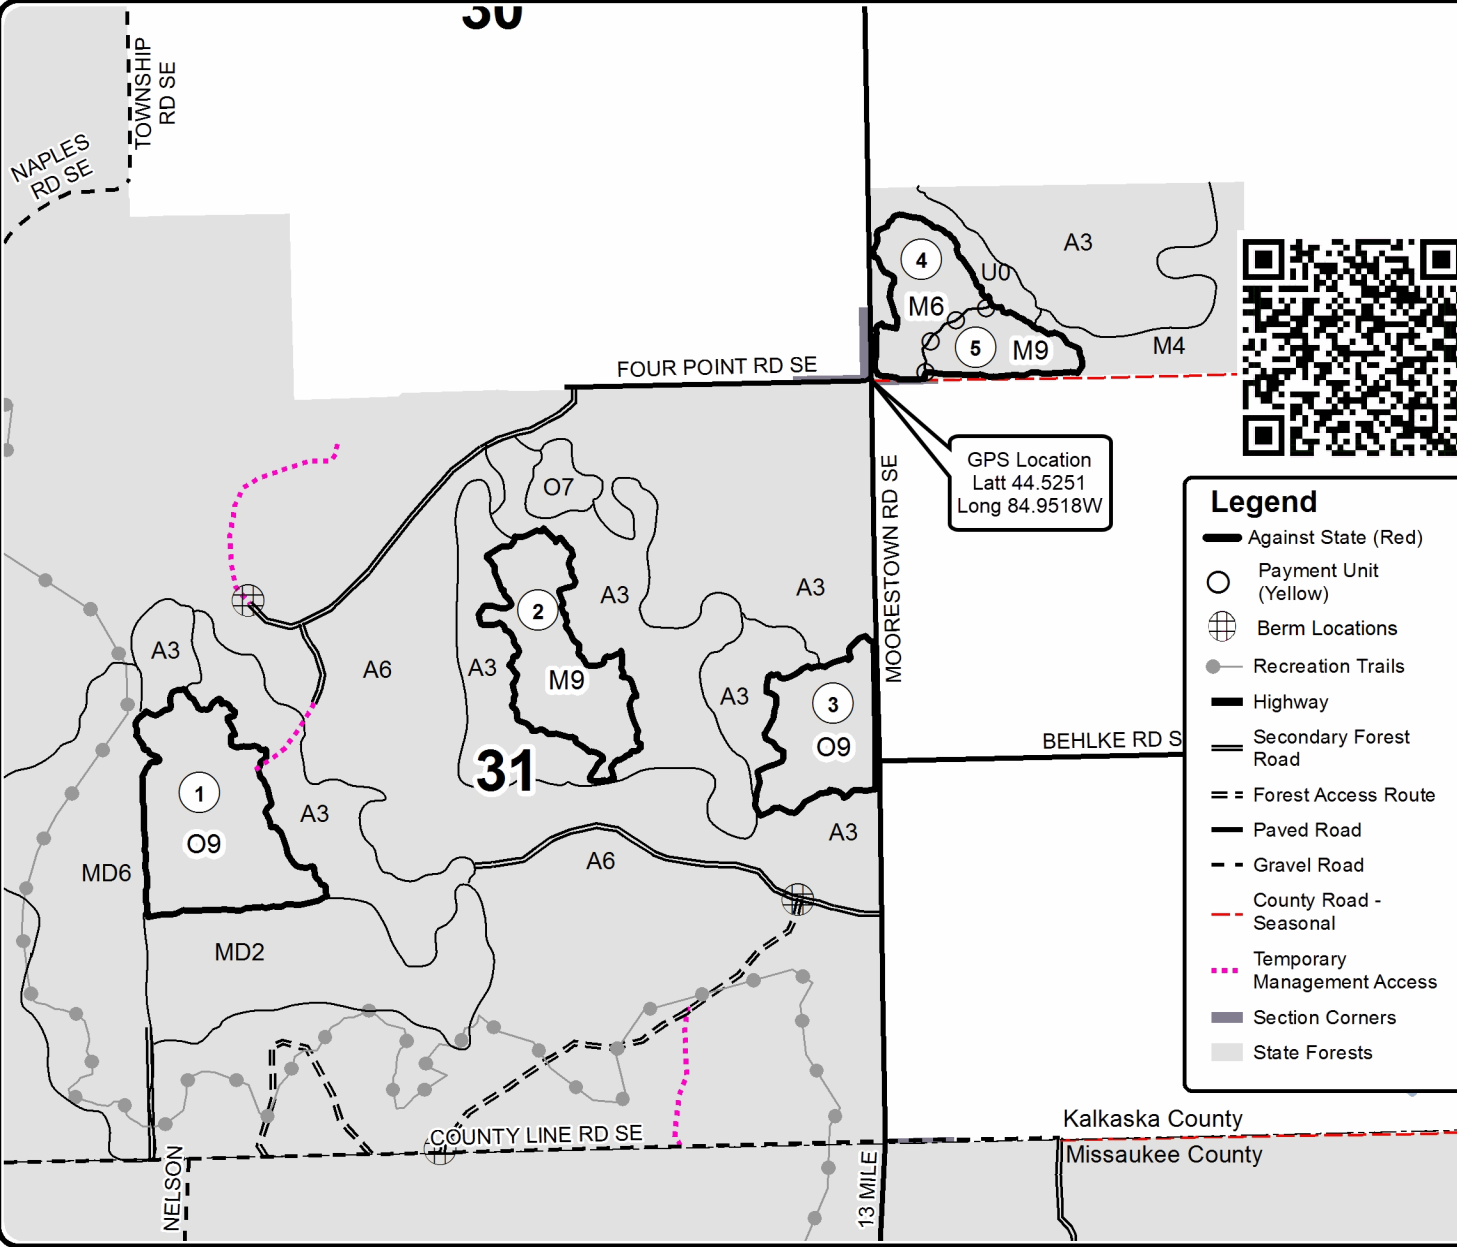 30
TOWNSHIP
RD SE
NAPLES
RD SE
A3
4
U0
M6
5
M9
M4
FOUR POINT RD SE
GPS Location
Latt 44.5251
Long 84.9518W
MOORESTOWN RD SE
O7
A3
A3
2
A3
A6
A3
M9
A3
3
O9
BEHLKE RD S
31
1
O9
A3
A3
A6
MD6
MD2
COUNTY LINE RD SE
NELSON
13 MILE
Kalkaska County
Missaukee County
Legend
Against State (Red)
Payment Unit
(Yellow)
Berm Locations
Recreation Trails
Highway
Secondary Forest
Road
Forest Access Route
Paved Road
Gravel Road
County Road -
Seasonal
Temporary
Management Access
Section Corners
State Forests